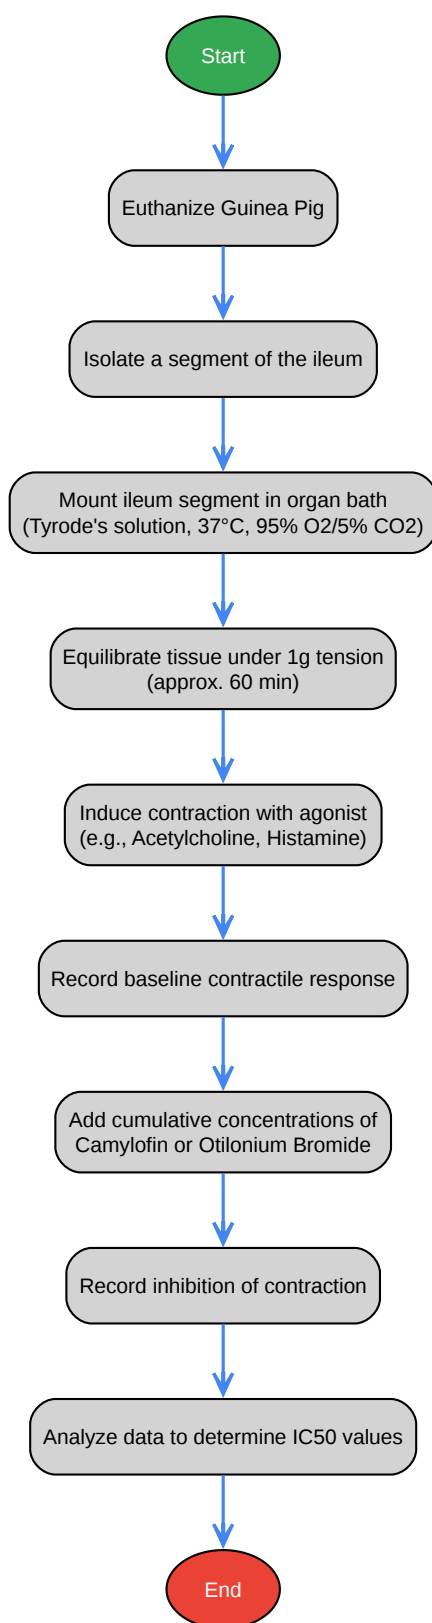 Start
Euthanize Guinea Pig
Isolate a segment of the ileum
Mount ileum segment in organ bath
(Tyrode's solution, 37°C, 95% O2/5% CO2)
Equilibrate tissue under 1g tension
(approx. 60 min)
Induce contraction with agonist
(e.g., Acetylcholine, Histamine)
Record baseline contractile response
Add cumulative concentrations of
Camylofin or Otilonium Bromide
Record inhibition of contraction
Analyze data to determine IC50 values
End